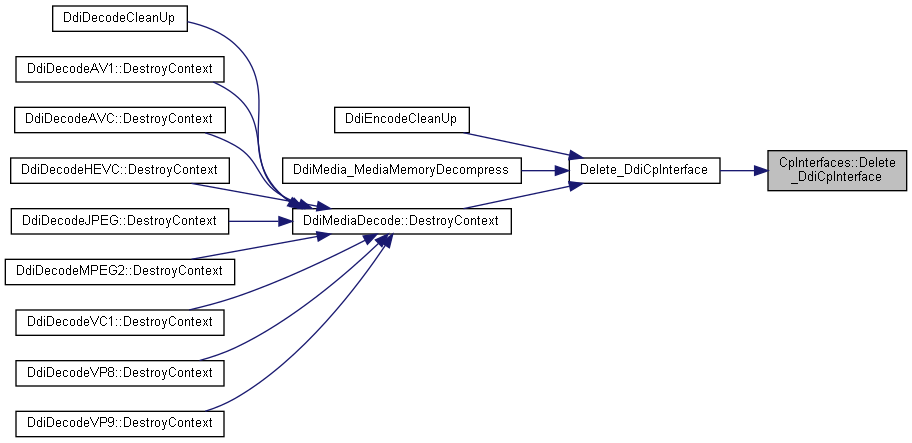 DdiDecodeCleanUp
DdiDecodeAV1::DestroyContext
DdiDecodeAVC::DestroyContext
DdiDecodeHEVC::DestroyContext
DdiDecodeJPEG::DestroyContext
DdiDecodeMPEG2::DestroyContext
DdiDecodeVC1::DestroyContext
DdiDecodeVP8::DestroyContext
DdiDecodeVP9::DestroyContext
DdiEncodeCleanUp
DdiMedia_MediaMemoryDecompress
DdiMediaDecode::DestroyContext
Delete_DdiCpInterface
CpInterfaces::Delete
_DdiCpInterface